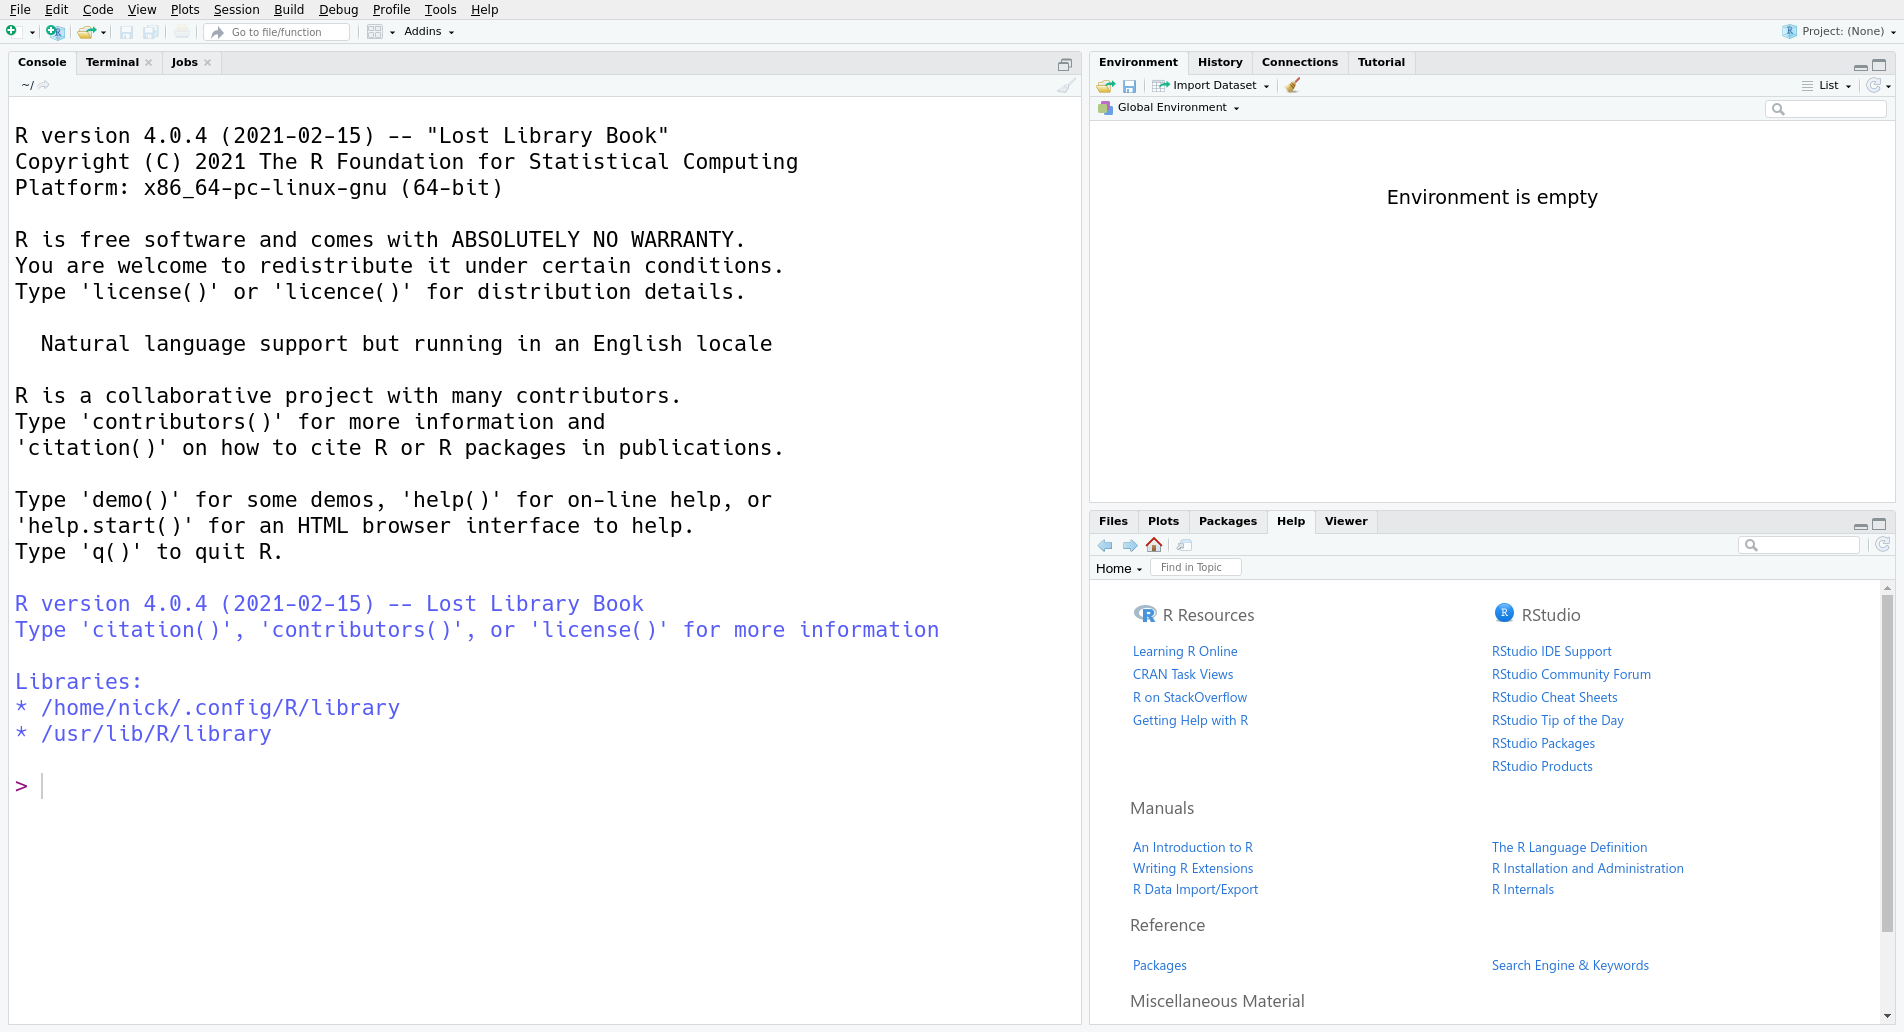 File Edit Code View Plots Session Build Debug Profile Tools Help
Go to file/function Addins Project: (None)
Console Terminal Jobs
~/
R version 4.0.4 (2021-02-15) -- "Lost Library Book"
Copyright (C) 2021 The R Foundation for Statistical Computing
Platform: x86_64-pc-linux-gnu (64-bit)
R is free software and comes with ABSOLUTELY NO WARRANTY.
You are welcome to redistribute it under certain conditions.
Type 'license()' or 'licence()' for distribution details.
Natural language support but running in an English locale
R is a collaborative project with many contributors.
Type 'contributors()' for more information and
'citation()' on how to cite R or R packages in publications.
Type 'demo()' for some demos, 'help()' for on-line help, or
'help.start()' for an HTML browser interface to help.
Type 'q()' to quit R.
R version 4.0.4 (2021-02-15) -- Lost Library Book
Type 'citation()', 'contributors()', or 'license()' for more information
Libraries:
* /home/nick/.config/R/library
* /usr/lib/R/library
>
Environment History Connections Tutorial
Import Dataset List
Global Environment
Environment is empty
Files Plots Packages Help Viewer
Home Find in Topic
R Resources
Learning R Online
CRAN Task Views
R on StackOverflow
Getting Help with R
RStudio
RStudio IDE Support
RStudio Community Forum
RStudio Cheat Sheets
RStudio Tip of the Day
RStudio Packages
RStudio Products
Manuals
An Introduction to R
Writing R Extensions
R Data Import/Export
The R Language Definition
R Installation and Administration
R Internals
Reference
Packages
Search Engine & Keywords
Miscellaneous Material